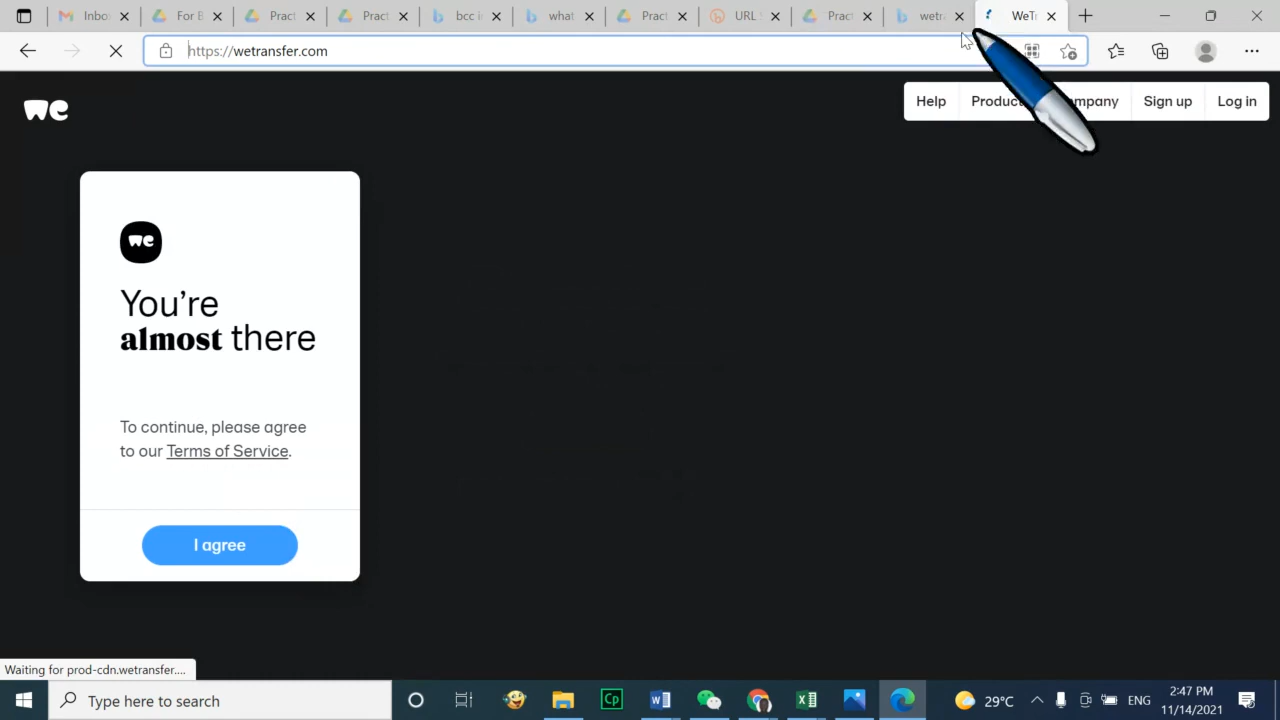 Inbo
For B
Pract
Pract
bcc i
what
Pract
URL S
Pract
wetr
WeTr
https://wetransfer.com
we
Help
Produc
mpany
Sign up
Log in
we
You're
almost there
To continue, please agree
to our Terms of Service.
I agree
Waiting for prod-cdn.wetransfer....
Type here to search
Cp
29°C
ENG
2:47 PM
11/14/2021